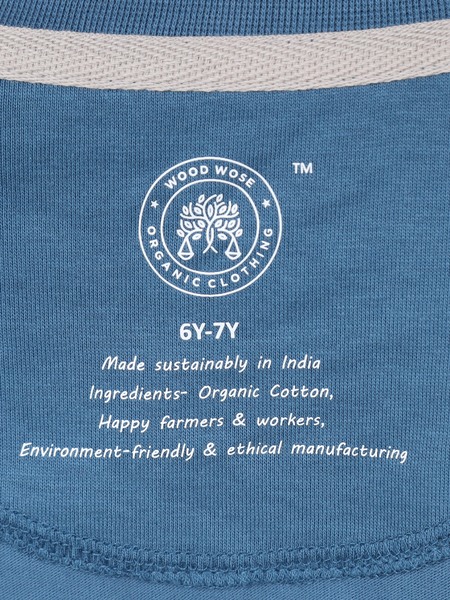 WOOD WOSE
ORGANIC CLOTHING
TM
6Y-7Y
Made sustainably in India
Ingredients- Organic Cotton,
Happy farmers & workers,
Environment-friendly & ethical manufacturing